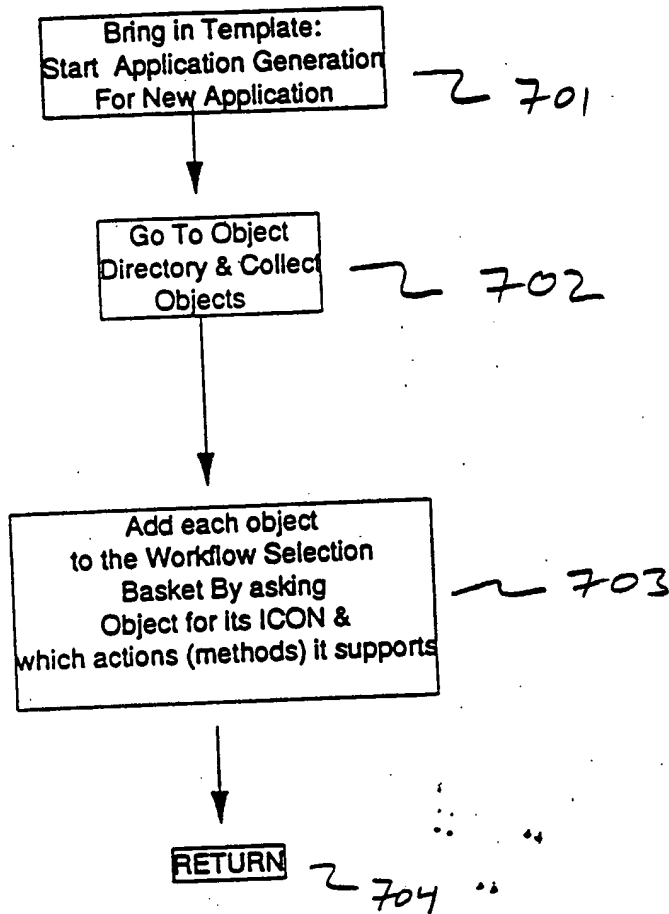 Bring in Template:
Start Application Generation
For New Application
701
Go To Object
Directory & Collect
Objects
702
Add each object
to the Workflow Selection
Basket By asking
Object for its ICON &
which actions (methods) it supports
703
RETURN
704